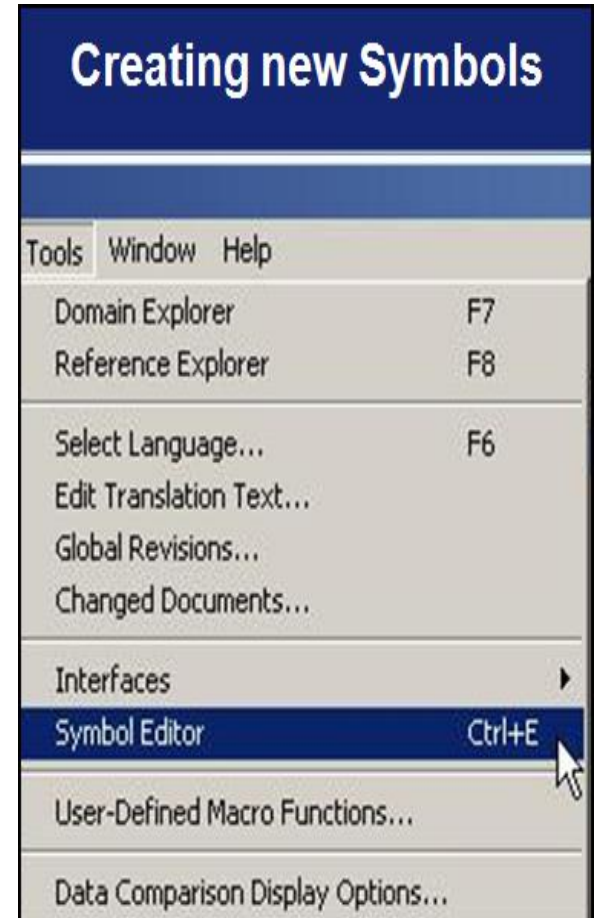 Creating new Symbols
Tools Window Help
Domain Explorer F7
Reference Explorer F8
Select Language... F6
Edit Translation Text...
Global Revisions...
Changed Documents...
Interfaces
Symbol Editor Ctrl+E
User-Defined Macro Functions...
Data Comparison Display Options...